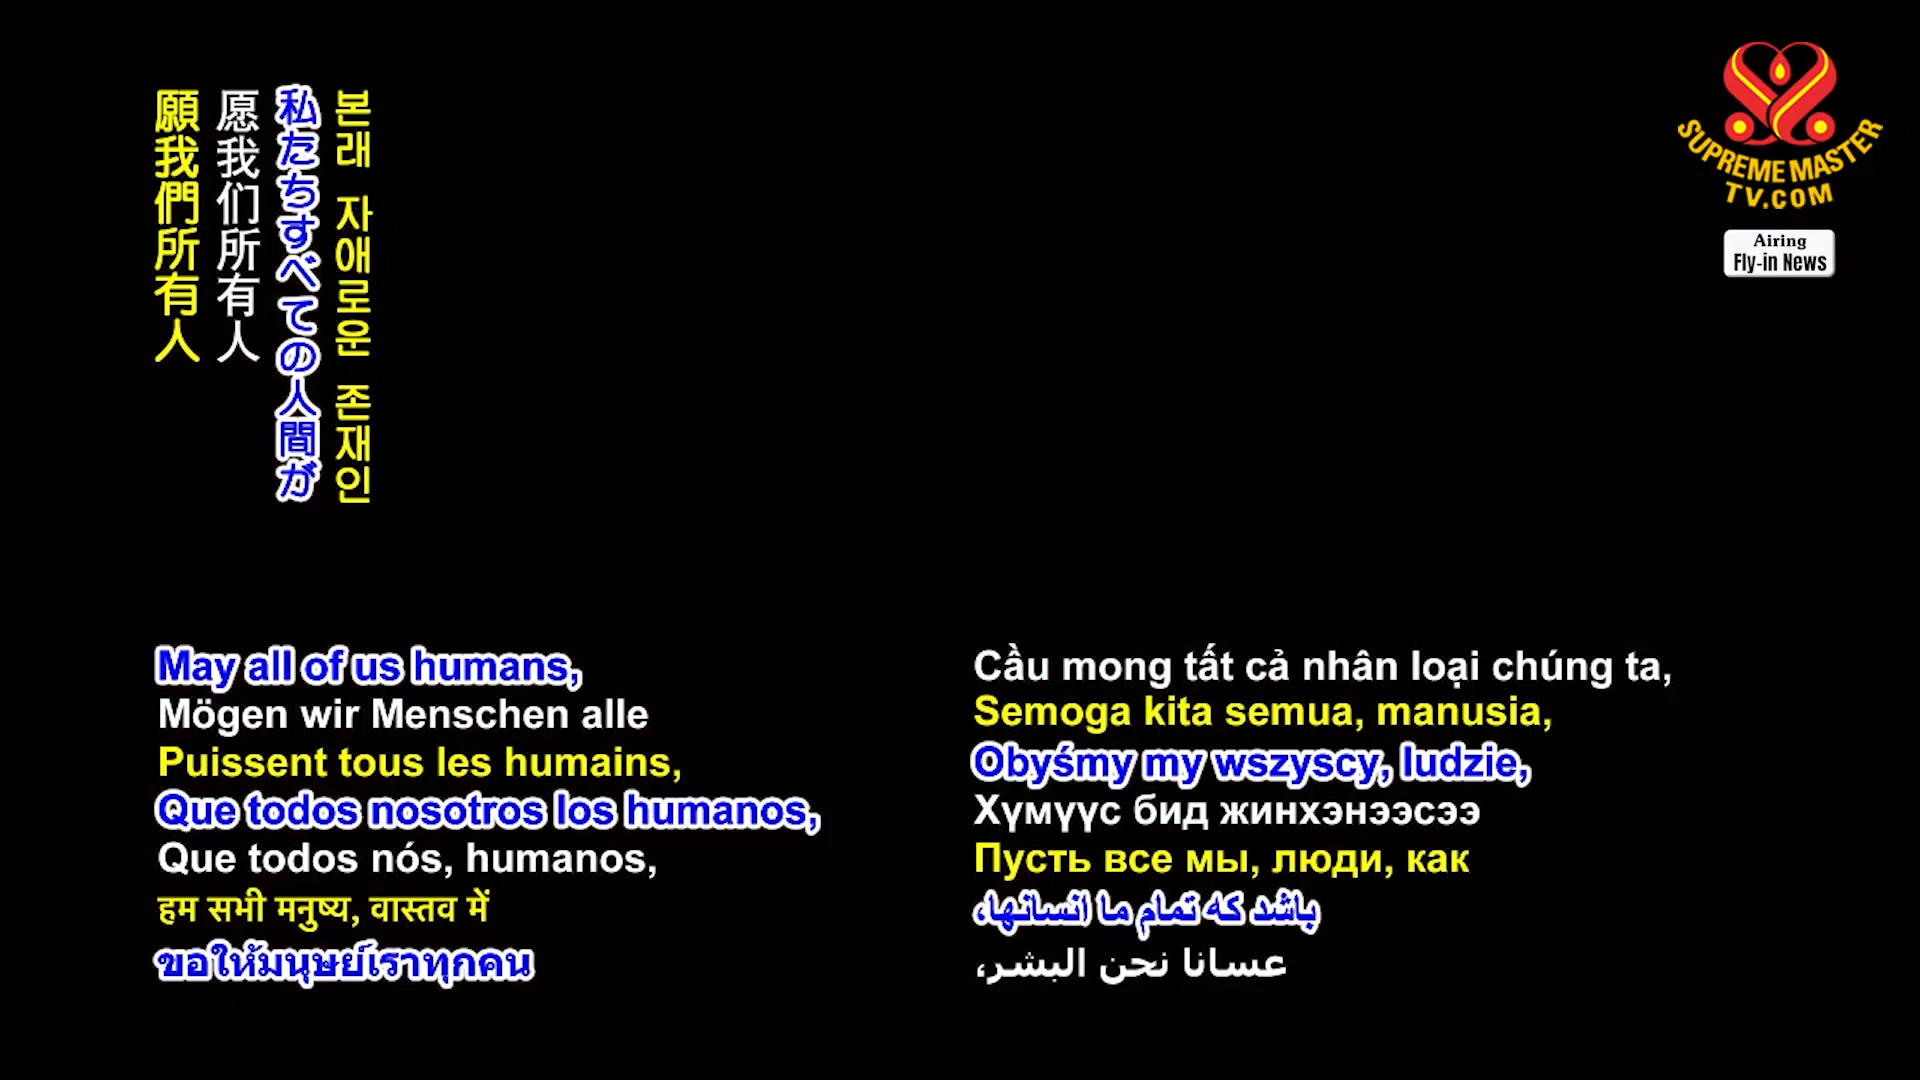 願我們所有人
愿我们所有人
私たちすべての人間が
본래 자애로운 존재인
SUPREME MASTER
TV.COM
Airing
Fly-in News
May all of us humans,
Mögen wir Menschen alle
Puissent tous les humains,
Que todos nosotros los humanos,
Que todos nós, humanos,
हम सभी मनुष्य, वास्तव में
ขอให้มนุษย์เราทุกคน
Cầu mong tất cả nhân loại chúng ta,
Semoga kita semua, manusia,
Obyśmy my wszyscy, ludzie,
Хүмүүс бид жинхэнээсээ
Пусть все мы, люди, как
باشد که تمام ما انسانها،
عسانا نحن البشر،